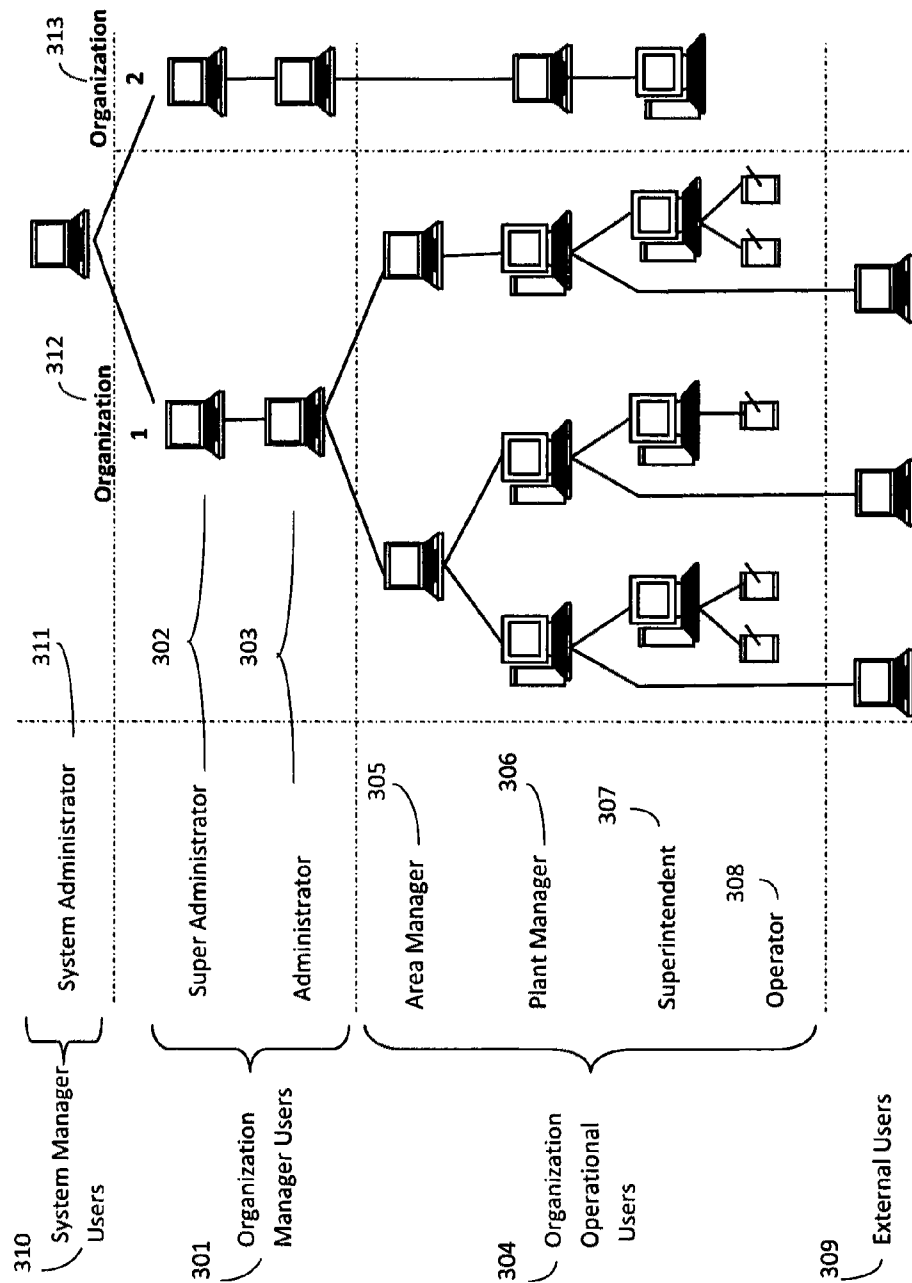 310
System Manager
Users
System Administrator
311
Organization
312
1
Organization
313
2
301
Organization
Manager Users
Super Administrator
302
Administrator
303
304
Organization
Operational
Users
Area Manager
305
Plant Manager
306
Superintendent
307
Operator
308
309
External Users